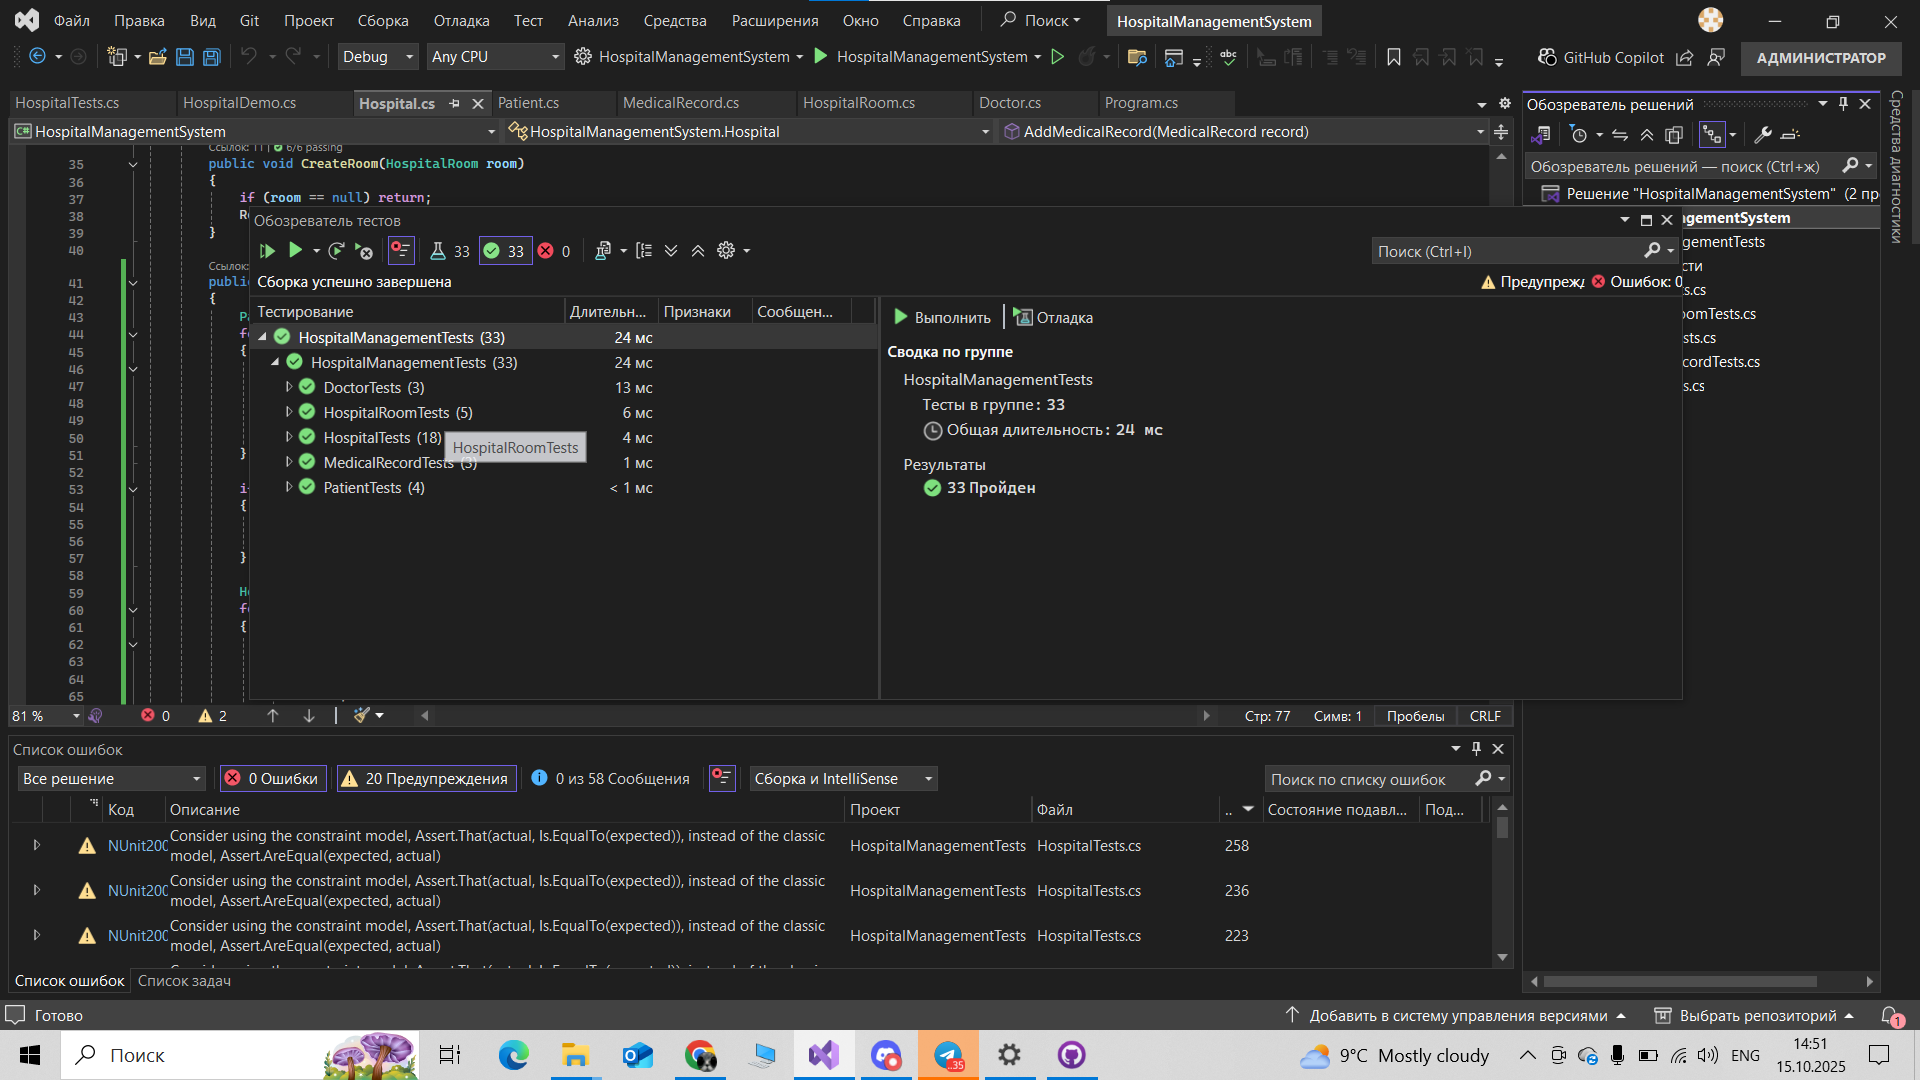 Файл Правка Вид Git Проект Сборка Отладка Тест Анализ Средства Расширения Окно Справка Поиск HospitalManagementSystem
Debug Any CPU HospitalManagementSystem HospitalManagementSystem abc GitHub Copilot АДМИНИСТРАТОР
HospitalTests.cs HospitalDemo.cs Hospital.cs Patient.cs MedicalRecord.cs HospitalRoom.cs Doctor.cs Program.cs
C# HospitalManagementSystem HospitalManagementSystem.Hospital AddMedicalRecord(MedicalRecord record)
Ссылок: 11 | 6/6 passing
35 public void CreateRoom(HospitalRoom room)
36 {
37 if (room == null) return;
38 Re
39 }
40
Ссылок:
41 publi
42 {
43
44
45 {
46
47
48
49
50
51 }
52
53
54 {
55
56
57 }
58
59
60
61 {
62
63
64
65
Обозреватель тестов
33 33 0 Поиск (Ctrl+I)
Сборка успешно завершена Предупрежд Ошибок: 0
Тестирование Длительн... Признаки Сообщен...
HospitalManagementTests (33) 24 мс
HospitalManagementTests (33) 24 мс
DoctorTests (3) 13 мс
HospitalRoomTests (5) 6 мс
HospitalTests (18) 4 мс
HospitalRoomTests
MedicalRecordTests (3) 1 мс
PatientTests (4) < 1 мс
Выполнить Отладка
Сводка по группе
HospitalManagementTests
Тесты в группе: 33
Общая длительность: 24 мс
Результаты
33 Пройден
Обозреватель решений
Обозреватель решений — поиск (Ctrl+ж)
Решение "HospitalManagementSystem" (2 пр
gementSystem
gementTests
сти
s.cs
omTests.cs
sts.cs
cordTests.cs
s.cs
Средства диагностики
81 % 0 2 Стр: 77 Симв: 1 Пробелы CRLF
Список ошибок
Все решение 0 Ошибки 20 Предупреждения 0 из 58 Сообщения Сборка и IntelliSense Поиск по списку ошибок
Код Описание Проект Файл .. Состояние подавл... Под...
NUnit200 Consider using the constraint model, Assert.That(actual, Is.EqualTo(expected)), instead of the classic model, Assert.AreEqual(expected, actual) HospitalManagementTests HospitalTests.cs 258
NUnit200 Consider using the constraint model, Assert.That(actual, Is.EqualTo(expected)), instead of the classic model, Assert.AreEqual(expected, actual) HospitalManagementTests HospitalTests.cs 236
NUnit200 Consider using the constraint model, Assert.That(actual, Is.EqualTo(expected)), instead of the classic model, Assert.AreEqual(expected, actual) HospitalManagementTests HospitalTests.cs 223
Список ошибок Список задач
Готово Добавить в систему управления версиями Выбрать репозиторий 1
Поиск 35 9°C Mostly cloudy ENG 14:51
15.10.2025